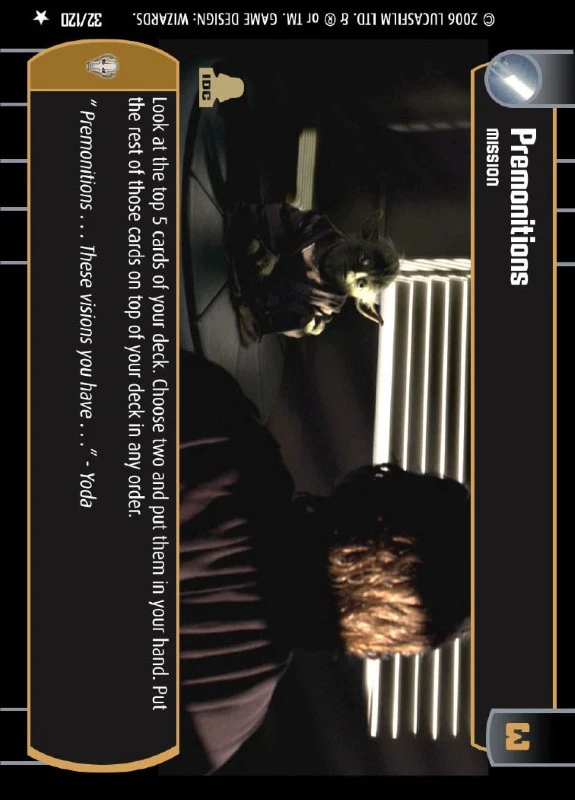 Premonitions
MISSION
3
IDC
Look at the top 5 cards of your deck. Choose two and put them in your hand. Put
the rest of those cards on top of your deck in any order.
“ Premonitions . . . These visions you have . . .” - Yoda
© 2006 LUCASFILM LTD. & ® or TM. GAME DESIGN: WIZARDS. 32/120 ★